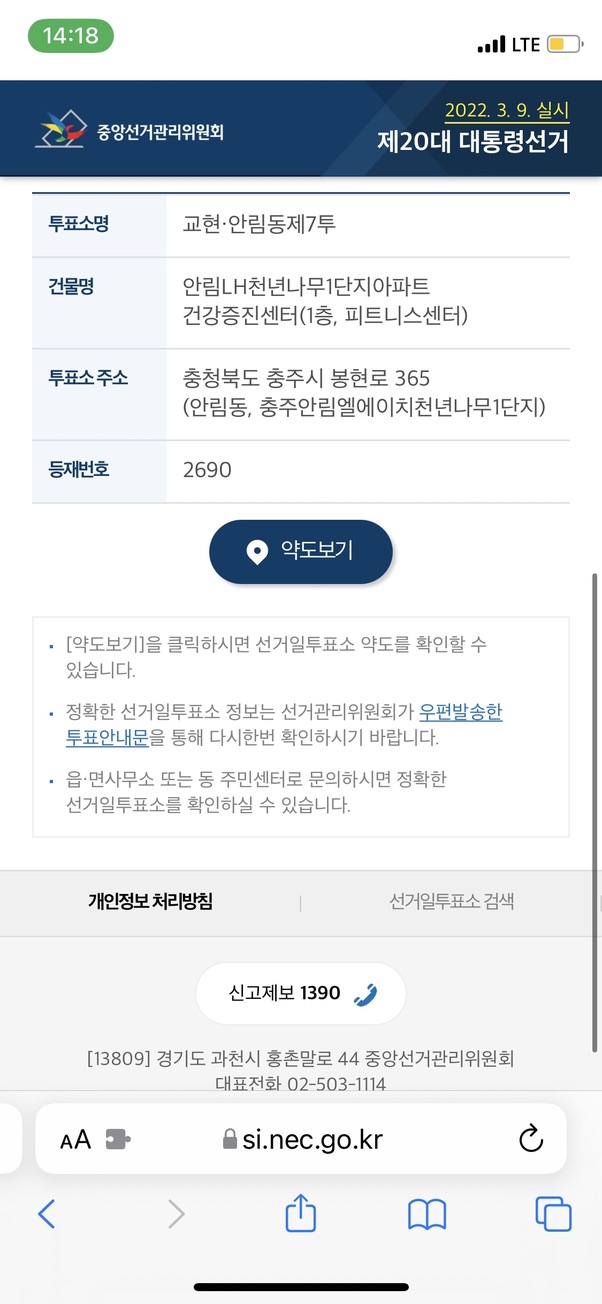 14:18
LTE
중앙선거관리위원회
2022. 3. 9. 실시
제20대 대통령선거
투표소명
교현·안림동제7투
건물명
안림LH천년나무1단지아파트
건강증진센터(1층, 피트니스센터)
투표소 주소
충청북도 충주시 봉현로 365
(안림동, 충주안림엘에이치천년나무1단지)
등재번호
2690
약도보기
[약도보기]을 클릭하시면 선거일투표소 약도를 확인할 수
있습니다.
정확한 선거일투표소 정보는 선거관리위원회가 우편발송한
투표안내문을 통해 다시한번 확인하시기 바랍니다.
읍·면사무소 또는 동 주민센터로 문의하시면 정확한
선거일투표소를 확인하실 수 있습니다.
개인정보 처리방침
선거일투표소 검색
신고제보 1390
[13809] 경기도 과천시 홍촌말로 44 중앙선거관리위원회
대표전화 02-503-1114
AA
si.nec.go.kr